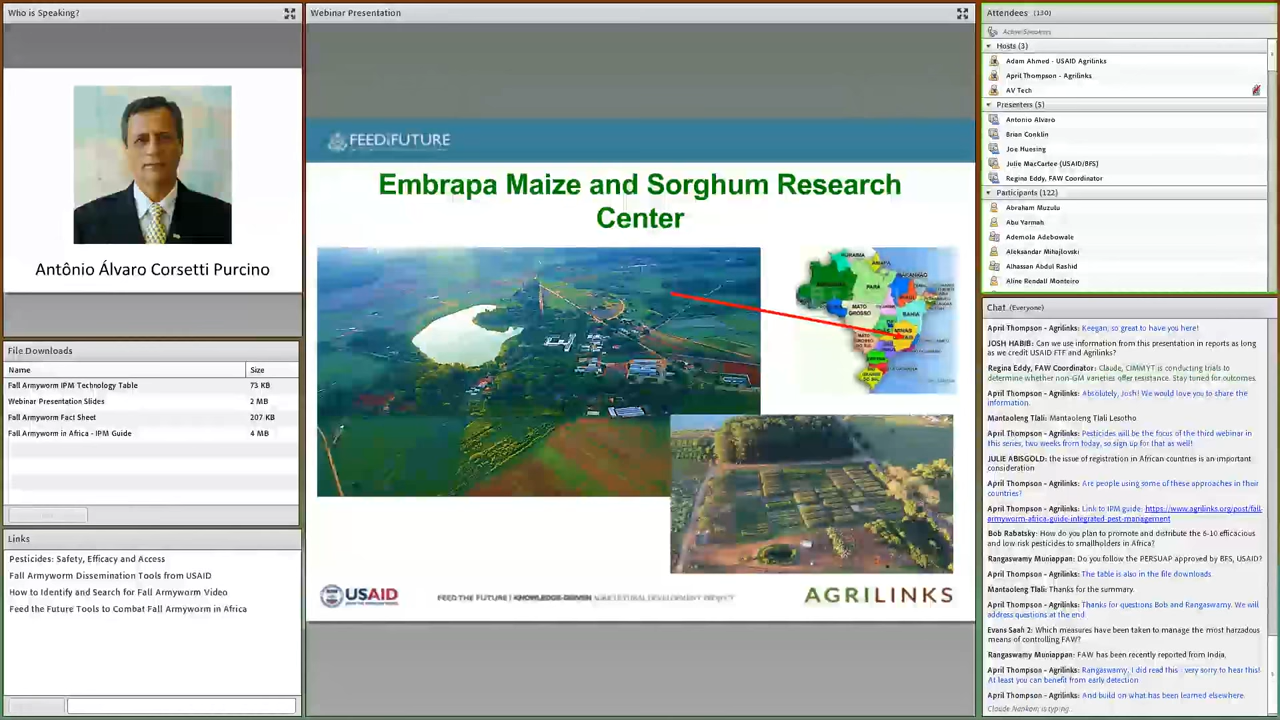 Who is Speaking?
Antônio Álvaro Corsetti Purcino
File Downloads
Name Size
Fall Armyworm IPM Technology Table 73 KB
Webinar Presentation Slides 2 MB
Fall Armyworm Fact Sheet 207 KB
Fall Armyworm in Africa - IPM Guide 4 MB
Links
Pesticides: Safety, Efficacy and Access
Fall Armyworm Dissemination Tools from USAID
How to Identify and Search for Fall Armyworm Video
Feed the Future Tools to Combat Fall Armyworm in Africa
Webinar Presentation
FEEDtheFUTURE
Embrapa Maize and Sorghum Research
Center
RORAIMA
AMAPA
PARA
MATO
GROSSO
BAHIA
USAID
FEED THE FUTURE | KNOWLEDGE-DRIVEN AGRICULTURAL DEVELOPMENT PROJECT
AGRILINKS
Attendees (130)
Active Speakers
Hosts (3)
Adam Ahmed - USAID Agrilinks
April Thompson - Agrilinks
AV Tech
Presenters (5)
Antonio Alvaro
Brian Conklin
Joe Huesing
Julie MacCartee (USAID/BFS)
Regina Eddy, FAW Coordinator
Participants (122)
Abraham Muzulu
Abu Yarmah
Ademola Adebowale
Aleksandar Mihajlovski
Alhassan Abdul Rashid
Aline Rendall Monteiro
Chat (Everyone)
April Thompson - Agrilinks: Keegan, so great to have you here!
JOSH HABIB: Can we use information from this presentation in reports as long
as we credit USAID FTF and Agrilinks?
Regina Eddy, FAW Coordinator: Claude, CIMMYT is conducting trials to
determine whether non-GM varieties offer resistance. Stay tuned for outcomes.
April Thompson - Agrilinks: Absolutely, Josh! We would love you to share the
information.
Mantaoleng Tlali: Mantaoleng Tlali Lesotho
April Thompson - Agrilinks: Pesticides will be the focus of the third webinar in
this series, two weeks from today, so sign up for that as well!
JULIE ABISGOLD: the issue of registration in African countries is an important
consideration
April Thompson - Agrilinks: Are people using some of these approaches in their
countries?
April Thompson - Agrilinks: Link to IPM guide: https://www.agrilinks.org/post/fall-
armyworm-africa-guide-integrated-pest-management
Bob Rabatsky: How do you plan to promote and distribute the 6-10 efficacious
and low risk pesticides to smallholders in Africa?
Rangaswamy Muniappan: Do you follow the PERSUAP approved by BFS, USAID?
April Thompson - Agrilinks: The table is also in the file downloads.
Mantaoleng Tlali: Thanks for the summary.
April Thompson - Agrilinks: Thanks for questions Bob and Rangaswamy. We will
address questions at the end
Evans Saah 2: Which measures have been taken to manage the most harzadous
means of controlling FAW?
Rangaswamy Muniappan: FAW has been recently reported from India.
April Thompson - Agrilinks: Rangaswamy, I did read this - very sorry to hear this!
At least you can benefit from early detection
April Thompson - Agrilinks: And build on what has been learned elsewhere
Claude Nankam is typing...